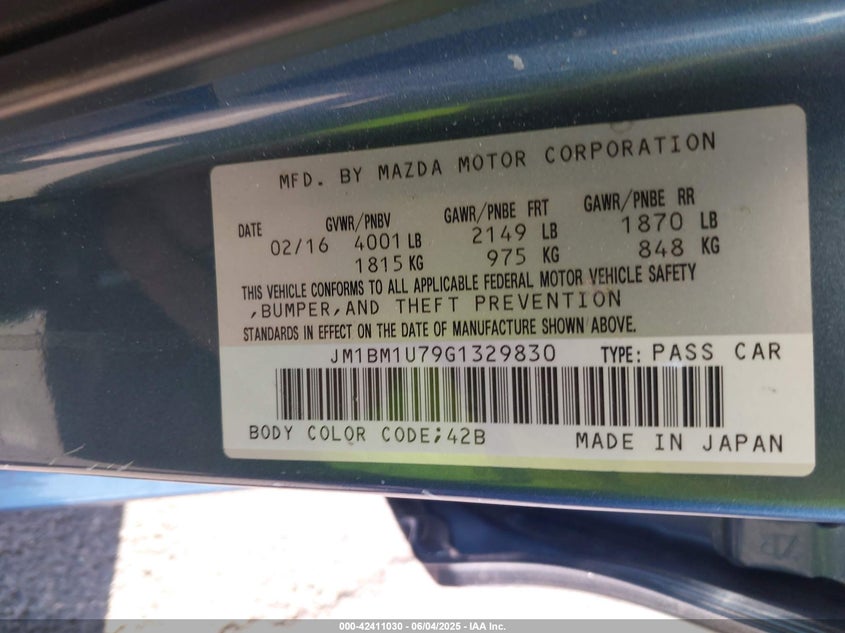 MFD. BY MAZDA MOTOR CORPORATION
DATE GVWR/PNBV GAWR/PNBE FRT GAWR/PNBE RR
02/16 4001 LB 2149 LB 1870 LB
1815 KG 975 KG 848 KG
THIS VEHICLE CONFORMS TO ALL APPLICABLE FEDERAL MOTOR VEHICLE SAFETY
,BUMPER,AND THEFT PREVENTION
STANDARDS IN EFFECT ON THE DATE OF MANUFACTURE SHOWN ABOVE.
JM1BM1U79G1329830 TYPE: PASS CAR
BODY COLOR CODE;42B MADE IN JAPAN
000-42411030 - 06/04/2025 - IAA Inc.